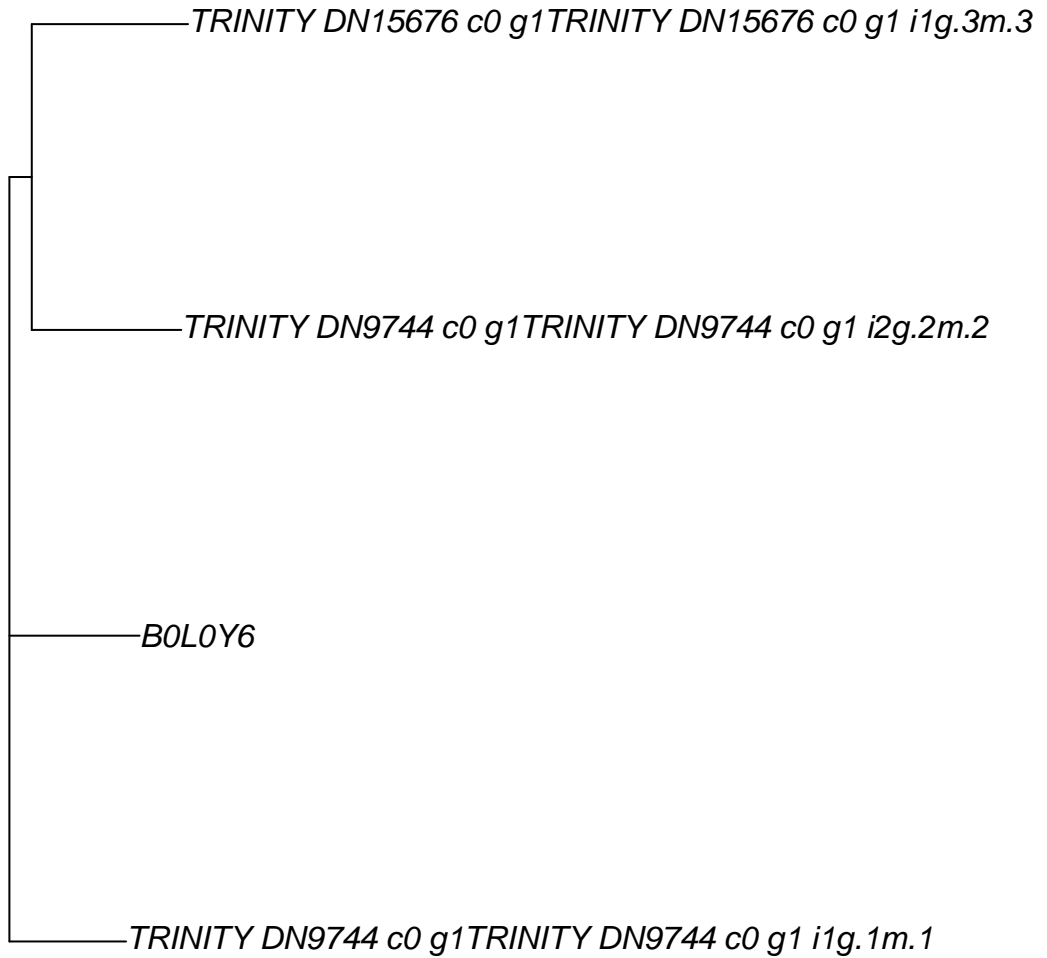 TRINITY DN15676 c0 g1TRINITY DN15676 c0 g1 i1g.3m.3
TRINITY DN9744 c0 g1TRINITY DN9744 c0 g1 i2g.2m.2
B0L0Y6
TRINITY DN9744 c0 g1TRINITY DN9744 c0 g1 i1g.1m.1